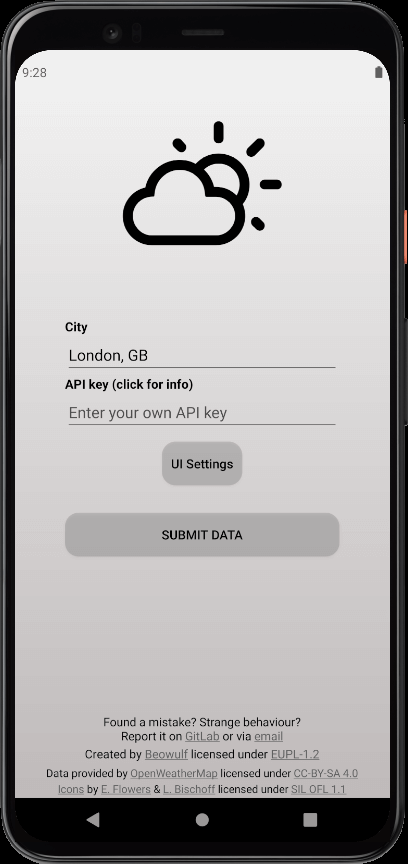 9:28
City
London, GB
API key (click for info)
Enter your own API key
UI Settings
SUBMIT DATA
Found a mistake? Strange behaviour?
Report it on GitLab or via email
Created by Beowulf licensed under EUPL-1.2
Data provided by OpenWeatherMap licensed under CC-BY-SA 4.0
Icons by E. Flowers & L. Bischoff licensed under SIL OFL 1.1